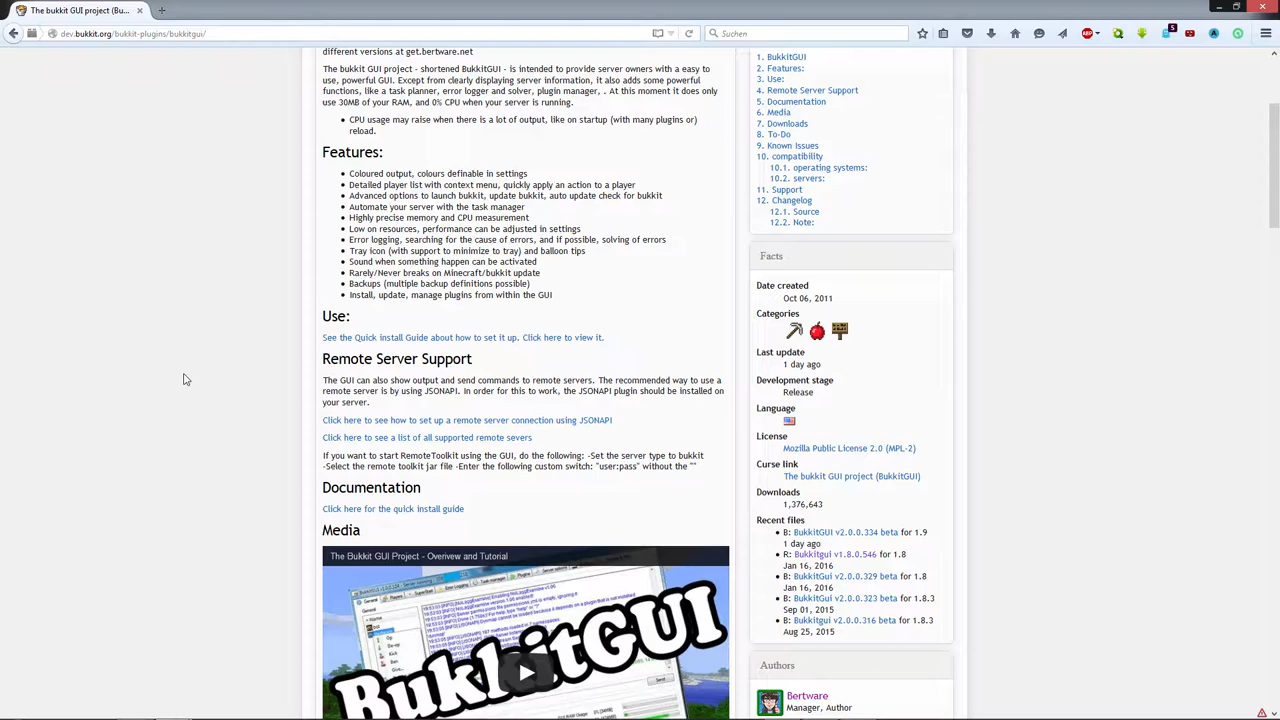 The bukkit GUI project (Buk...
dev.bukkit.org/bukkit-plugins/bukkitgui/
Suchen
ABP
5
different versions at get.bertware.net
The bukkit GUI project - shortened BukkitGUI - is intended to provide server owners with a easy to
use, powerful GUI. Except from clearly displaying server information, it also adds some powerful
functions, like a task planner, error logger and solver, plugin manager, . At this moment it does only
use 30MB of your RAM, and 0% CPU when your server is running.
CPU usage may raise when there is a lot of output, like on startup (with many plugins or)
reload.
Features:
Coloured output, colours definable in settings
Detailed player list with context menu, quickly apply an action to a player
Advanced options to launch bukkit, update bukkit, auto update check for bukkit
Automate your server with the task manager
Highly precise memory and CPU measurement
Low on resources, performance can be adjusted in settings
Error logging, searching for the cause of errors, and if possible, solving of errors
Tray icon (with support to minimize to tray) and balloon tips
Sound when something happen can be activated
Rarely/Never breaks on Minecraft/bukkit update
Backups (multiple backup definitions possible)
Install, update, manage plugins from within the GUI
Use:
See the Quick install Guide about how to set it up. Click here to view it.
Remote Server Support
The GUI can also show output and send commands to remote servers. The recommended way to use a
remote server is by using JSONAPI. In order for this to work, the JSONAPI plugin should be installed on
your server.
Click here to see how to set up a remote server connection using JSONAPI
Click here to see a list of all supported remote severs
If you want to start RemoteToolkit using the GUI, do the following: -Set the server type to bukkit
-Select the remote toolkit jar file -Enter the following custom switch: "user:pass" without the ""
Documentation
Click here for the quick install guide
Media
The Bukkit GUI Project - Overivew and Tutorial
BukkitGUI
1. BukkitGUI
2. Features:
3. Use:
4. Remote Server Support
5. Documentation
6. Media
7. Downloads
8. To-Do
9. Known Issues
10. compatibility
10.1. operating systems:
10.2. servers:
11. Support
12. Changelog
12.1. Source
12.2. Note:
Facts
Date created
Oct 06, 2011
Categories
Last update
1 day ago
Development stage
Release
Language
License
Mozilla Public License 2.0 (MPL-2)
Curse link
The bukkit GUI project (BukkitGUI)
Downloads
1,376,643
Recent files
B: BukkitGUI v2.0.0.334 beta for 1.9
1 day ago
R: Bukkitgui v1.8.0.546 for 1.8
Jan 16, 2016
B: BukkitGui v2.0.0.329 beta for 1.8
Jan 16, 2016
B: BukkitGui v2.0.0.323 beta for 1.8.3
Sep 01, 2015
B: Bukkitgui v2.0.0.316 beta for 1.8.3
Aug 25, 2015
Authors
Bertware
Manager, Author